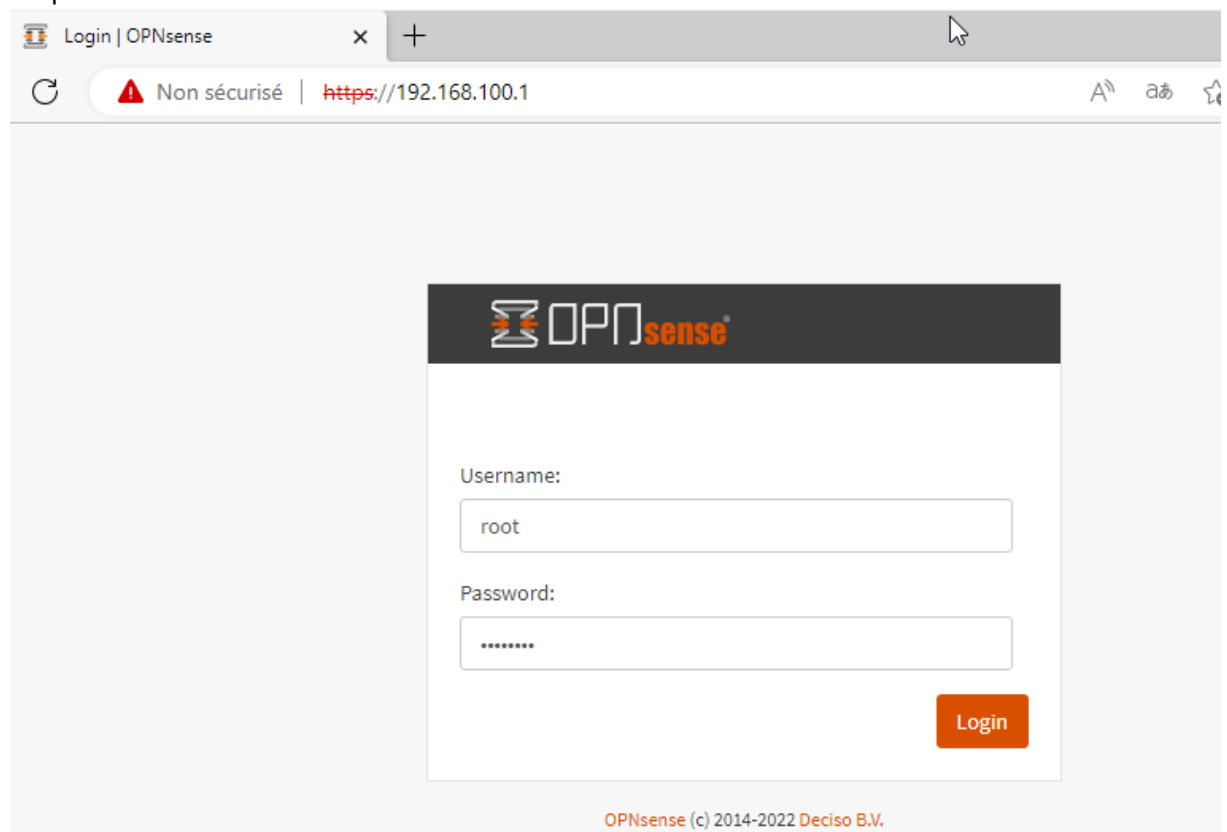 Login | OPNsense
Non sécurisé | https://192.168.100.1
OPNsense
Username:
root
Password:
••••••••
Login
OPNsense (c) 2014-2022 Deciso B.V.